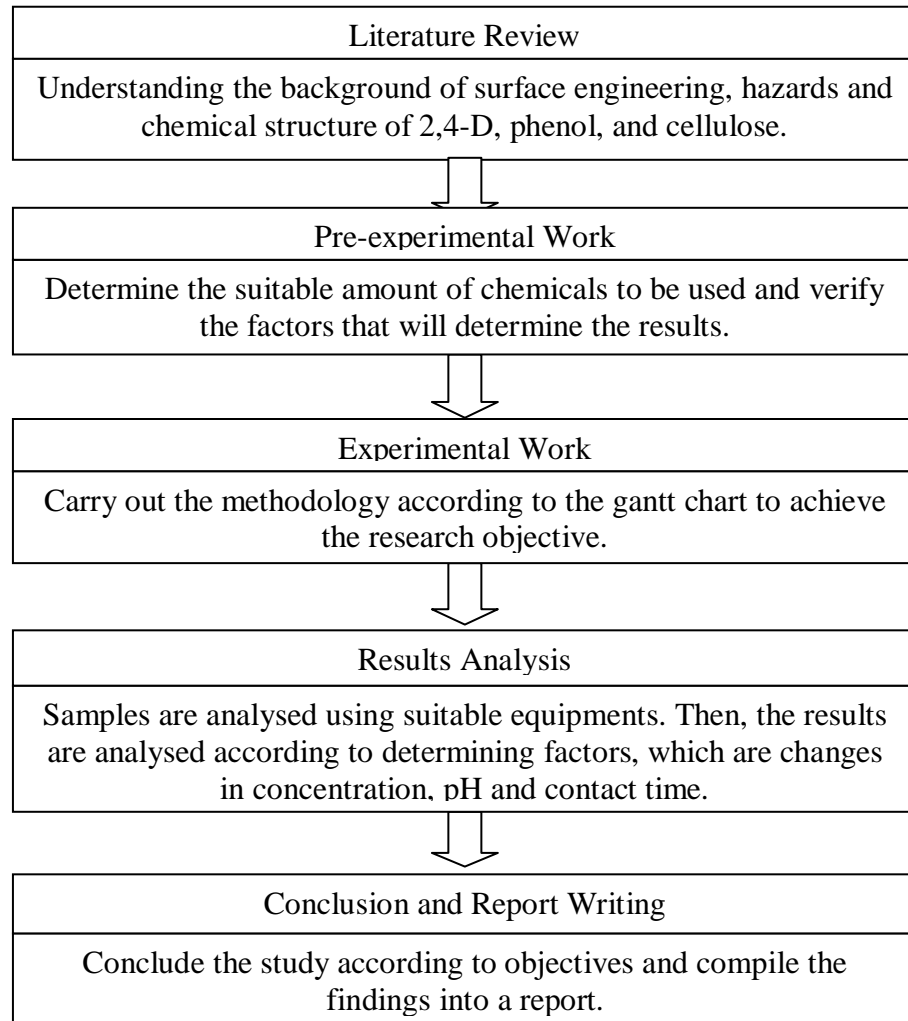 Literature Review
Understanding the background of surface engineering, hazards and
chemical structure of 2,4-D, phenol, and cellulose.
Pre-experimental Work
Determine the suitable amount of chemicals to be used and verify
the factors that will determine the results.
Experimental Work
Carry out the methodology according to the gantt chart to achieve
the research objective.
Results Analysis
Samples are analysed using suitable equipments. Then, the results
are analysed according to determining factors, which are changes
in concentration, pH and contact time.
Conclusion and Report Writing
Conclude the study according to objectives and compile the
findings into a report.